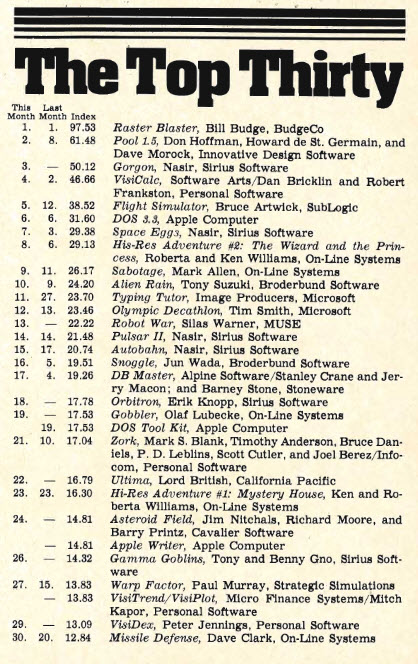 The Top Thirty
This Last
Month Month Index
1. 1. 97.53 Raster Blaster, Bill Budge, BudgeCo
2. 8. 61.48 Pool 1.5, Don Hoffman, Howard de St. Germain, and
Dave Morock, Innovative Design Software
3. — 50.12 Gorgon, Nasir, Sirius Software
4. 2. 46.66 VisiCalc, Software Arts/Dan Bricklin and Robert
Frankston, Personal Software
5. 12. 38.52 Flight Simulator, Bruce Artwick, SubLogic
6. 6. 31.60 DOS 3.3, Apple Computer
7. 3. 29.38 Space Eggs, Nasir, Sirius Software
8. 6. 29.13 His-Res Adventure #2: The Wizard and the Prin-
cess, Roberta and Ken Williams, On-Line Systems
9. 11. 26.17 Sabotage, Mark Allen, On-Line Systems
10. 9. 24.20 Alien Rain, Tony Suzuki, Broderbund Software
11. 27. 23.70 Typing Tutor, Image Producers, Microsoft
12. 13. 23.46 Olympic Decathlon, Tim Smith, Microsoft
13. — 22.22 Robot War, Silas Warner, MUSE
14. 14. 21.48 Pulsar II, Nasir, Sirius Software
15. 17. 20.74 Autobahn, Nasir, Sirius Software
16. 5. 19.51 Snoggle, Jun Wada, Broderbund Software
17. 4. 19.26 DB Master, Alpine Software/Stanley Crane and Jer-
ry Macon; and Barney Stone, Stoneware
18. — 17.78 Orbitron, Erik Knopp, Sirius Software
19. — 17.53 Gobbler, Olaf Lubecke, On-Line Systems
19. 17.53 DOS Tool Kit, Apple Computer
21. 10. 17.04 Zork, Mark S. Blank, Timothy Anderson, Bruce Dan-
iels, P. D. Leblins, Scott Cutler, and Joel Berez/Info-
com, Personal Software
22. — 16.79 Ultima, Lord British, California Pacific
23. 23. 16.30 Hi-Res Adventure #1: Mystery House, Ken and Ro-
berta Williams, On-Line Systems
24. — 14.81 Asteroid Field, Jim Nitchals, Richard Moore, and
Barry Printz, Cavalier Software
— 14.81 Apple Writer, Apple Computer
26. — 14.32 Gamma Goblins, Tony and Benny Gno, Sirius Soft-
ware
27. 15. 13.83 Warp Factor, Paul Murray, Strategic Simulations
— 13.83 VisiTrend/VisiPlot, Micro Finance Systems/Mitch
Kapor, Personal Software
29. — 13.09 VisiDex, Peter Jennings, Personal Software
30. 20. 12.84 Missile Defense, Dave Clark, On-Line Systems